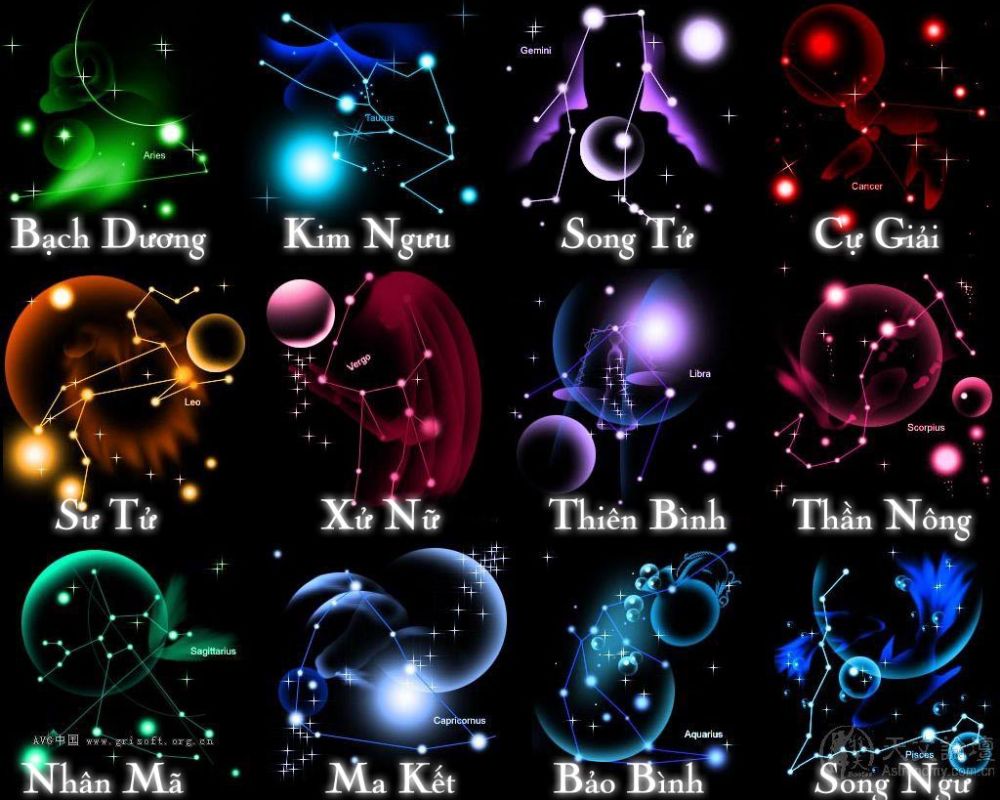 Aries
Bạch Dương
Taurus
Kim Ngưu
Gemini
Song Tử
Cancer
Cự Giải
Leo
Sư Tử
Vergo
Xử Nữ
Libra
Thiên Bình
Scorpius
Thần Nông
Sagittarius
AVG中国 www.grisoft.org.cn
Nhân Mã
Capricornus
Ma Kết
Aquarius
Bảo Bình
Pisces
Song Ngư